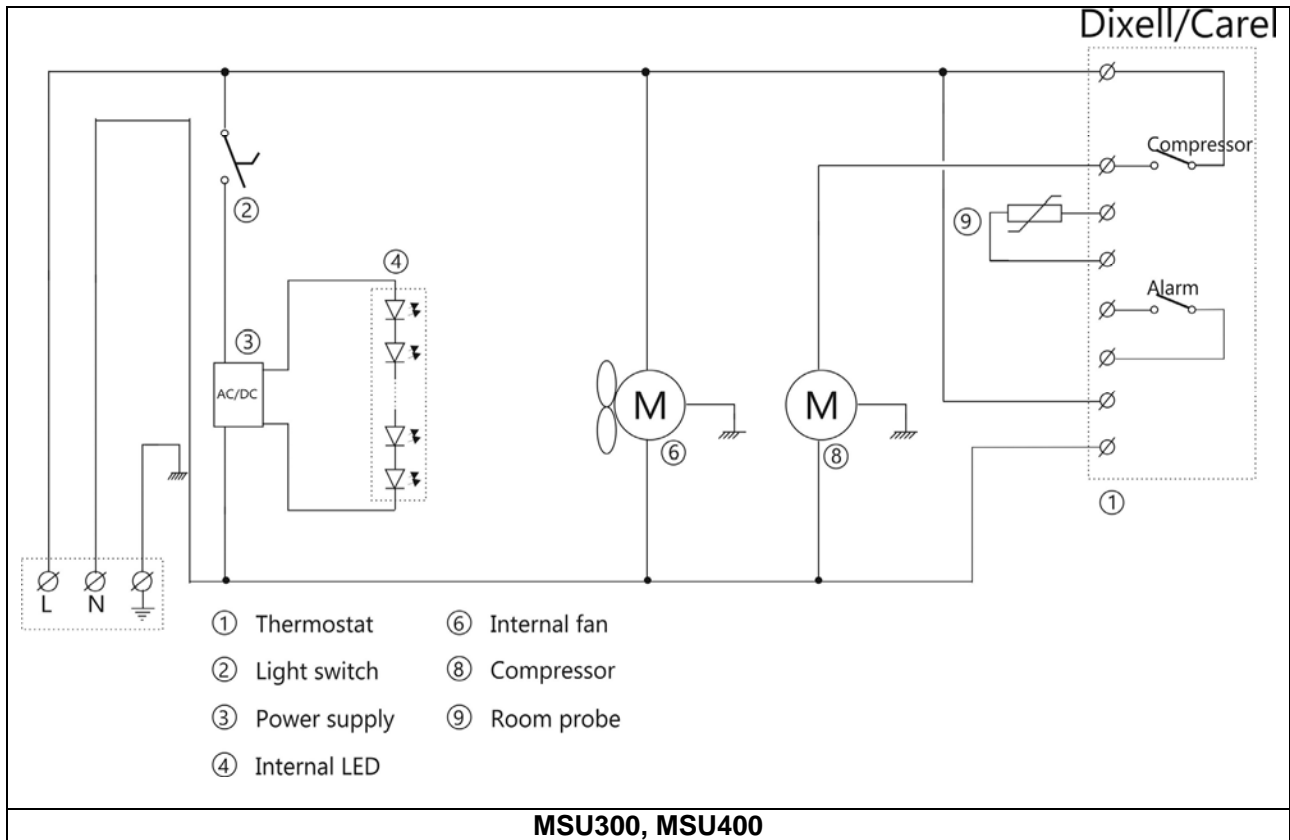 Dixell/Carel
Compressor
②
⑨
④
Alarm
③
AC/DC
M
M
⑥
⑧
①
L N
① Thermostat
② Light switch
③ Power supply
④ Internal LED
⑥ Internal fan
⑧ Compressor
⑨ Room probe
MSU300, MSU400